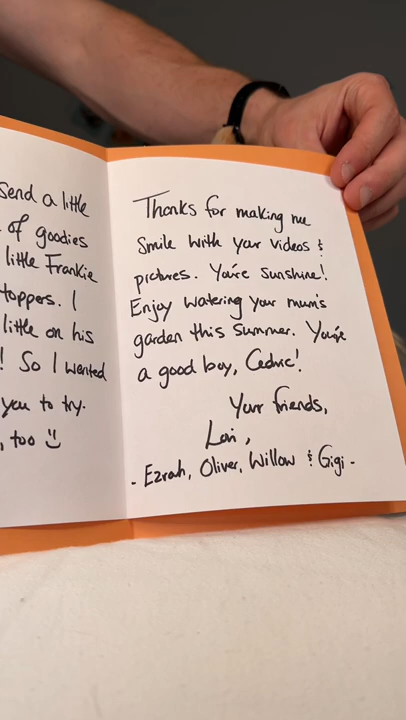 send a little
of goodies
little Frankie
toppers. I
little on his
! So I wanted
you to try.
, too
Thanks for making me
smile with your videos &
pictures. You're sunshine!
Enjoy watering your mum's
garden this summer. You're
a good boy, Cedric!
Your friends,
Lori,
- Ezrah, Oliver, Willow & Gigi -